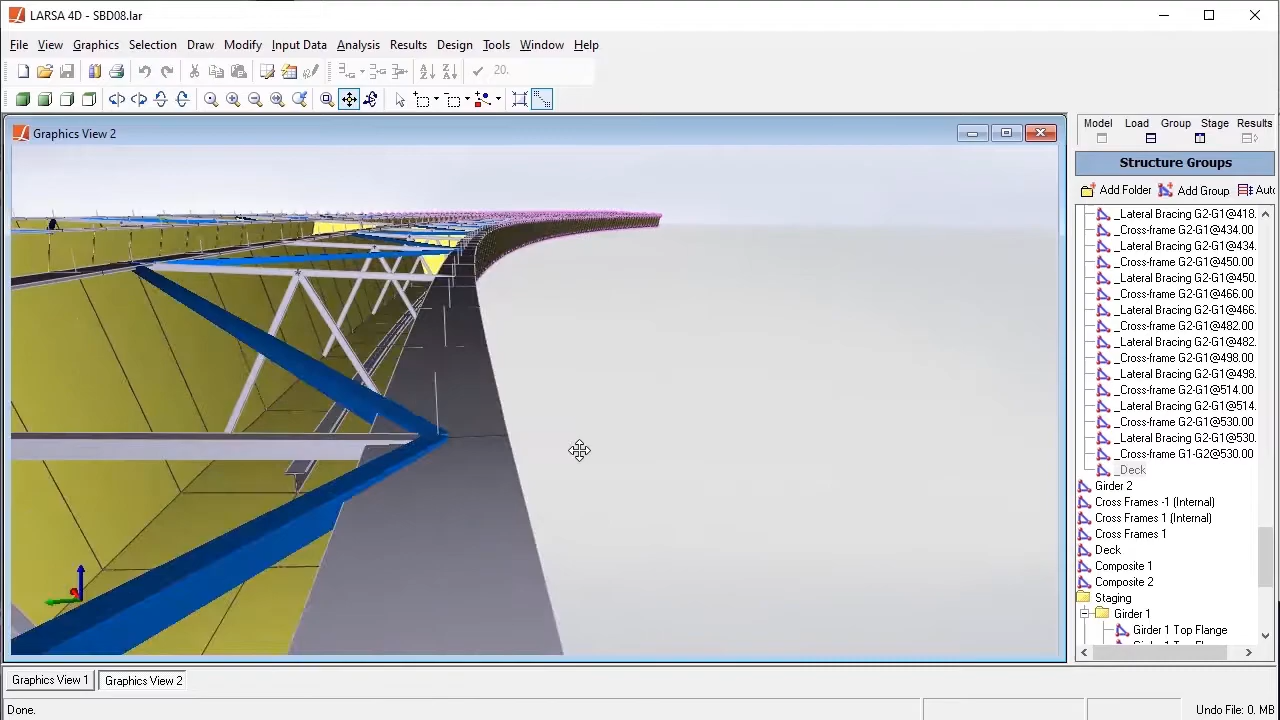 LARSA 4D - SBD08.lar
File View Graphics Selection Draw Modify Input Data Analysis Results Design Tools Window Help
20.
Graphics View 2
Model Load Group Stage Results
Structure Groups
Add Folder Add Group Auto
_Lateral Bracing G2-G1@418.
_Cross-frame G2-G1@434.00
_Lateral Bracing G2-G1@434.
_Cross-frame G2-G1@450.00
_Lateral Bracing G2-G1@450
_Cross-frame G2-G1@466.00
_Lateral Bracing G2-G1@466.
_Cross-frame G2-G1@482.00
_Lateral Bracing G2-G1@482.
_Cross-frame G2-G1@498.00
_Lateral Bracing G2-G1@498.
_Cross-frame G2-G1@514.00
_Lateral Bracing G2-G1@514.
_Cross-frame G2-G1@530.00
_Lateral Bracing G2-G1@530.
_Cross-frame G1-G2@530.00
_Deck
Girder 2
Cross Frames -1 (Internal)
Cross Frames 1 (Internal)
Cross Frames 1
Deck
Composite 1
Composite 2
Staging
Girder 1
Girder 1 Top Flange
Graphics View 1 Graphics View 2
Done.
Undo File: 0. MB